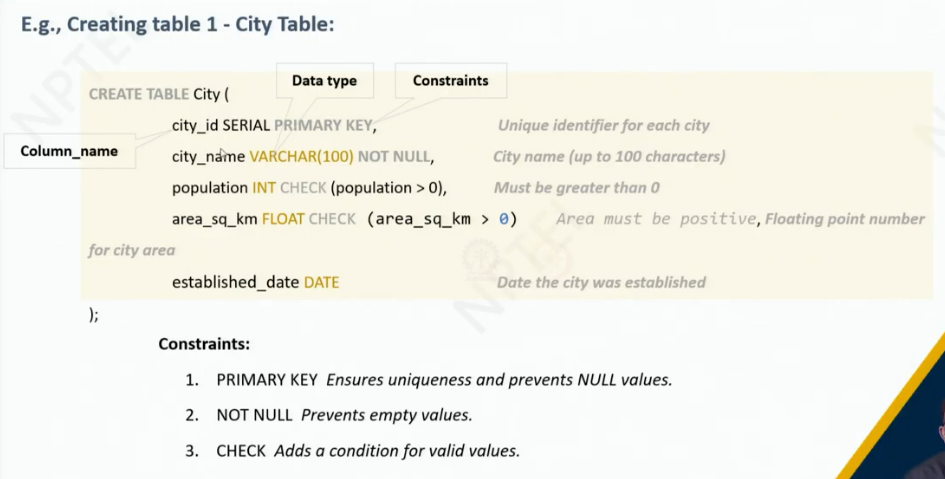 E.g., Creating table 1 - City Table:
Data type
Constraints
CREATE TABLE City (
city_id SERIAL PRIMARY KEY, Unique identifier for each city
Column_name
city_name VARCHAR(100) NOT NULL, City name (up to 100 characters)
population INT CHECK (population > 0), Must be greater than 0
area_sq_km FLOAT CHECK (area_sq_km > 0) Area must be positive, Floating point number
for city area
established_date DATE Date the city was established
);
Constraints:
1. PRIMARY KEY Ensures uniqueness and prevents NULL values.
2. NOT NULL Prevents empty values.
3. CHECK Adds a condition for valid values.
NPTEL
NPTEL